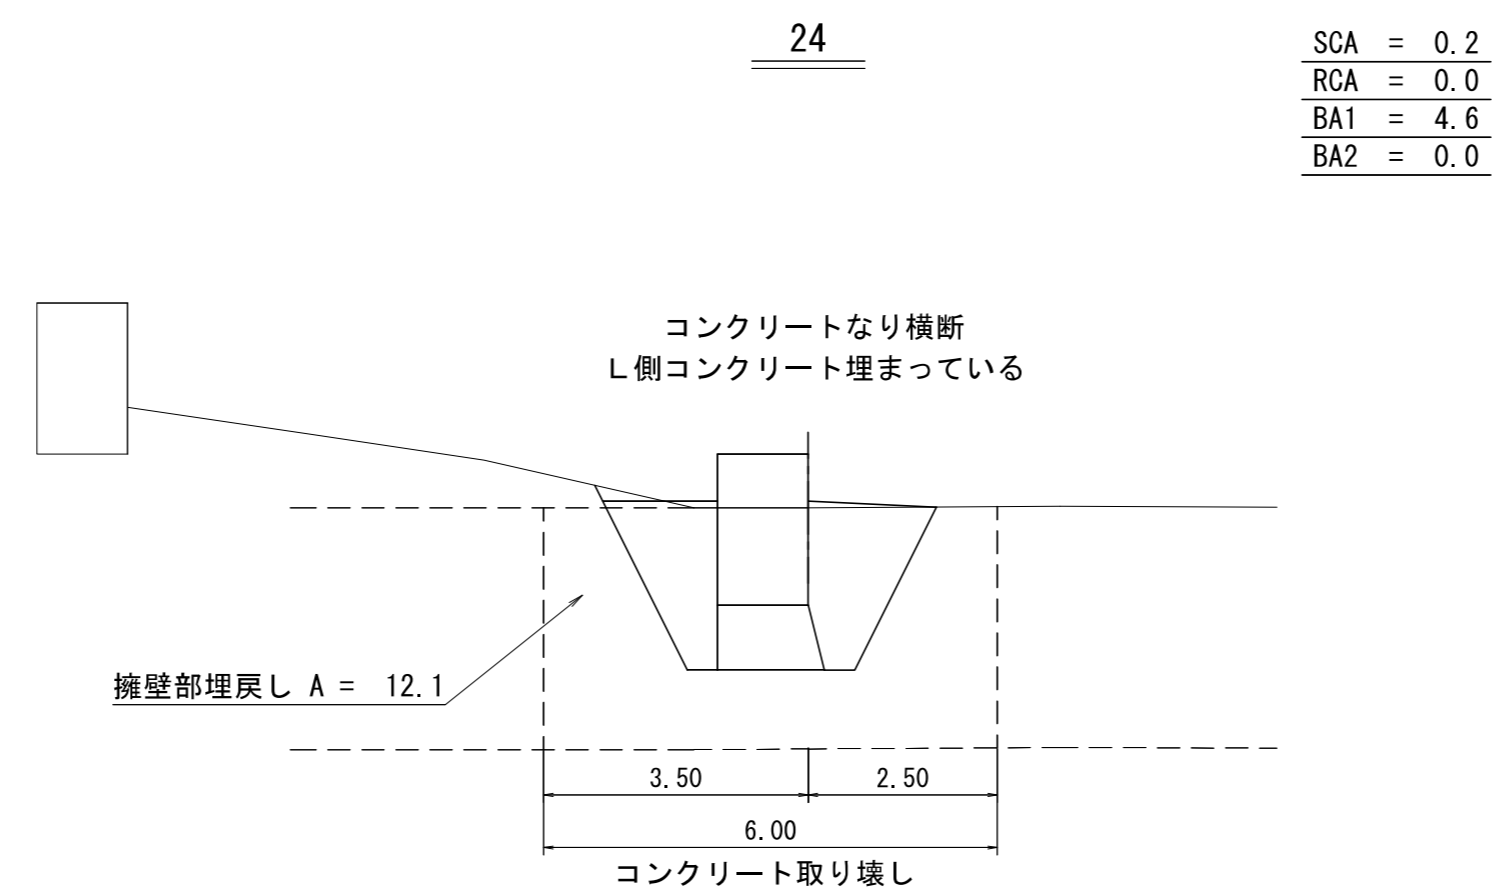 24
SCA = 0.2
RCA = 0.0
BA1 = 4.6
BA2 = 0.0
コンクリートなり横断
L側コンクリート埋まっている
擁壁部埋戻し A = 12.1
3.50
2.50
6.00
コンクリート取り壊し